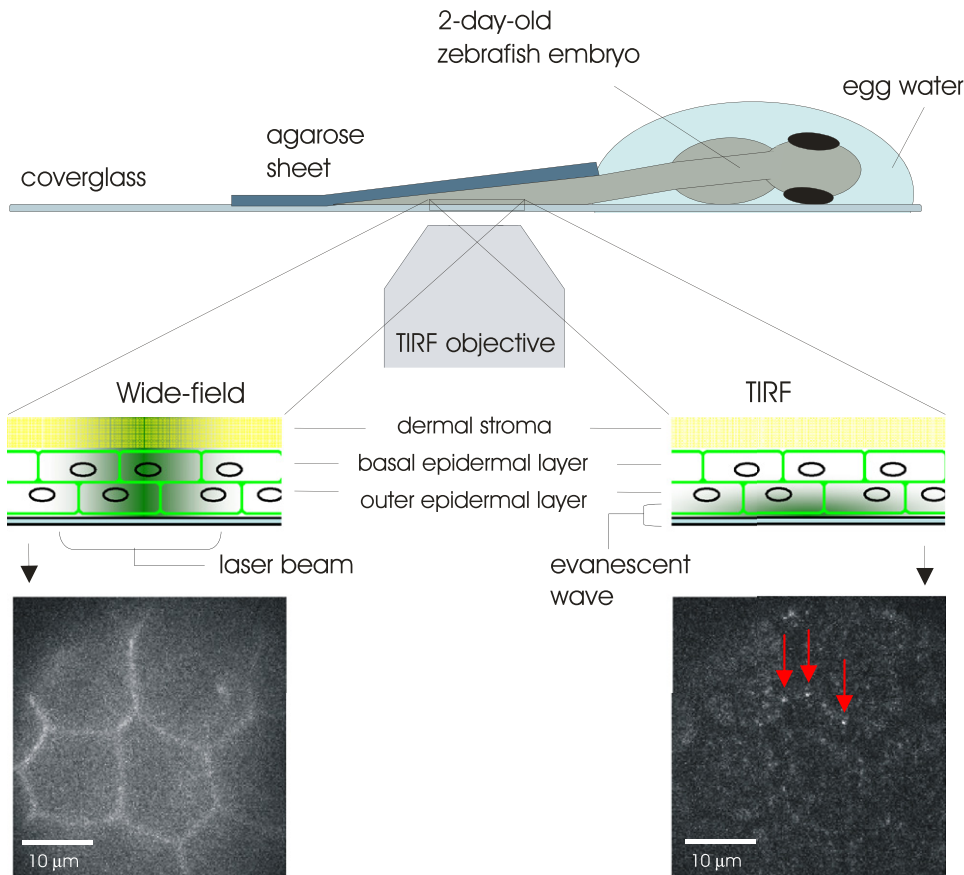 2-day-old
zebrafish embryo
egg water
agarose
sheet
coverglass
TIRF objective
Wide-field
TIRF
dermal stroma
basal epidermal layer
outer epidermal layer
laser beam
evanescent
wave
10 μm
10 μm